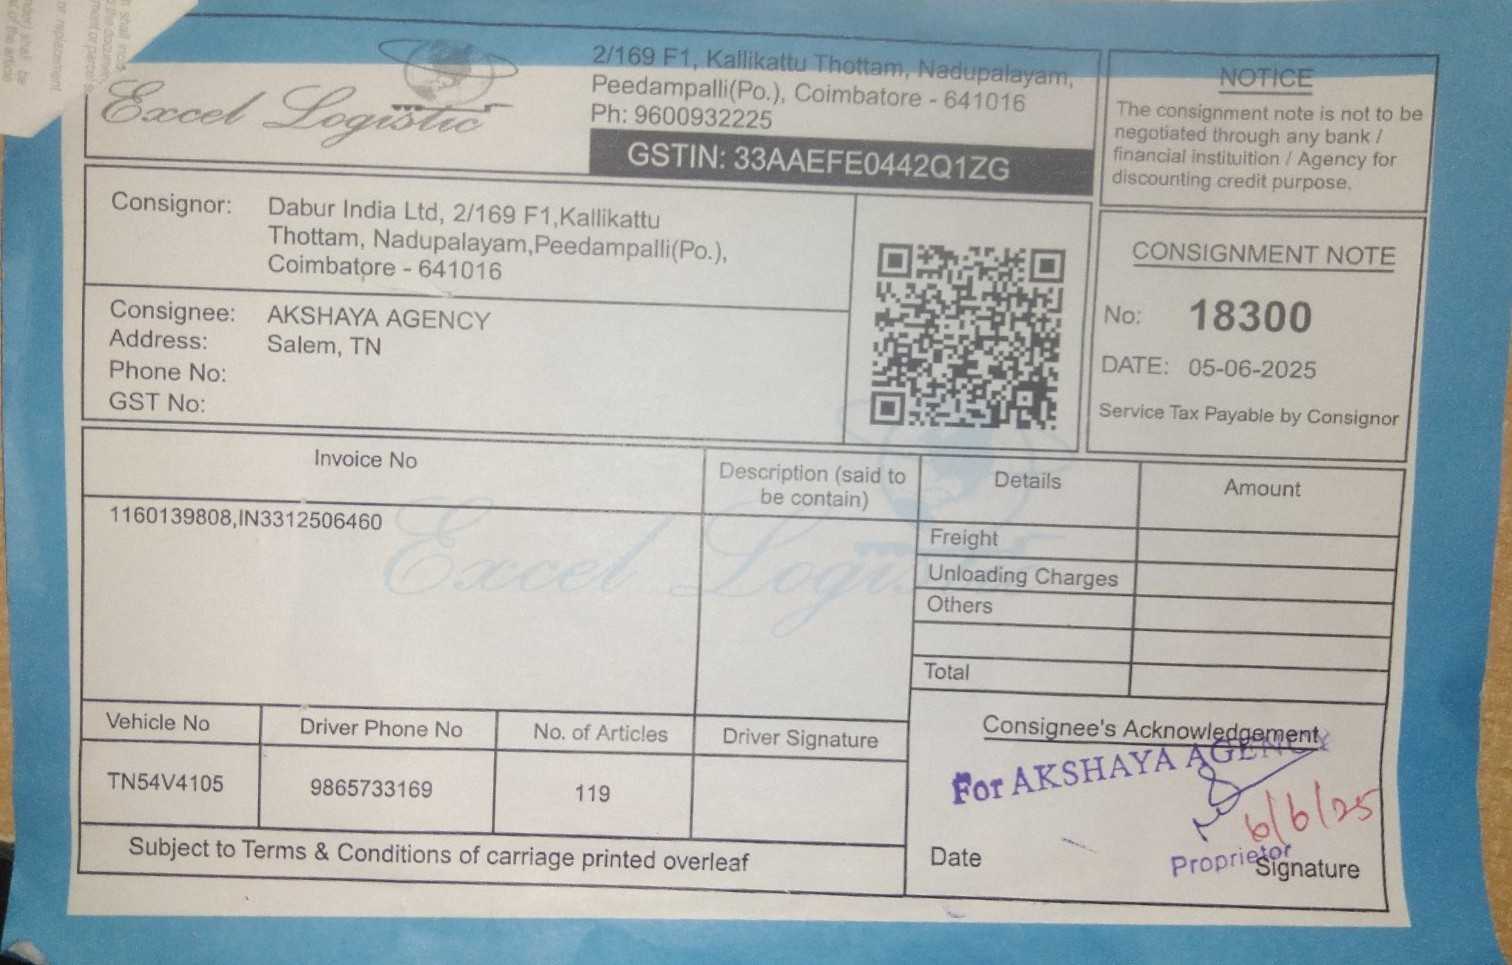 Excel Logistic
2/169 F1, Kallikattu Thottam, Nadupalayam,
Peedampalli(Po.), Coimbatore - 641016
Ph: 9600932225
GSTIN: 33AAEFE0442Q1ZG
NOTICE
The consignment note is not to be
negotiated through any bank /
financial instituition / Agency for
discounting credit purpose.
Consignor: Dabur India Ltd, 2/169 F1,Kallikattu
Thottam, Nadupalayam,Peedampalli(Po.),
Coimbatore - 641016
Consignee: AKSHAYA AGENCY
Address: Salem, TN
Phone No:
GST No:
CONSIGNMENT NOTE
No: 18300
DATE: 05-06-2025
Service Tax Payable by Consignor
Invoice No
Description (said to
be contain)
Details
Amount
1160139808,IN3312506460
Excel Logistic
Freight
Unloading Charges
Others
Total
Vehicle No
Driver Phone No
No. of Articles
Driver Signature
TN54V4105
9865733169
119
Subject to Terms & Conditions of carriage printed overleaf
Consignee's Acknowledgement
For AKSHAYA AGENCY
6/6/25
Proprietor
Date
Signature